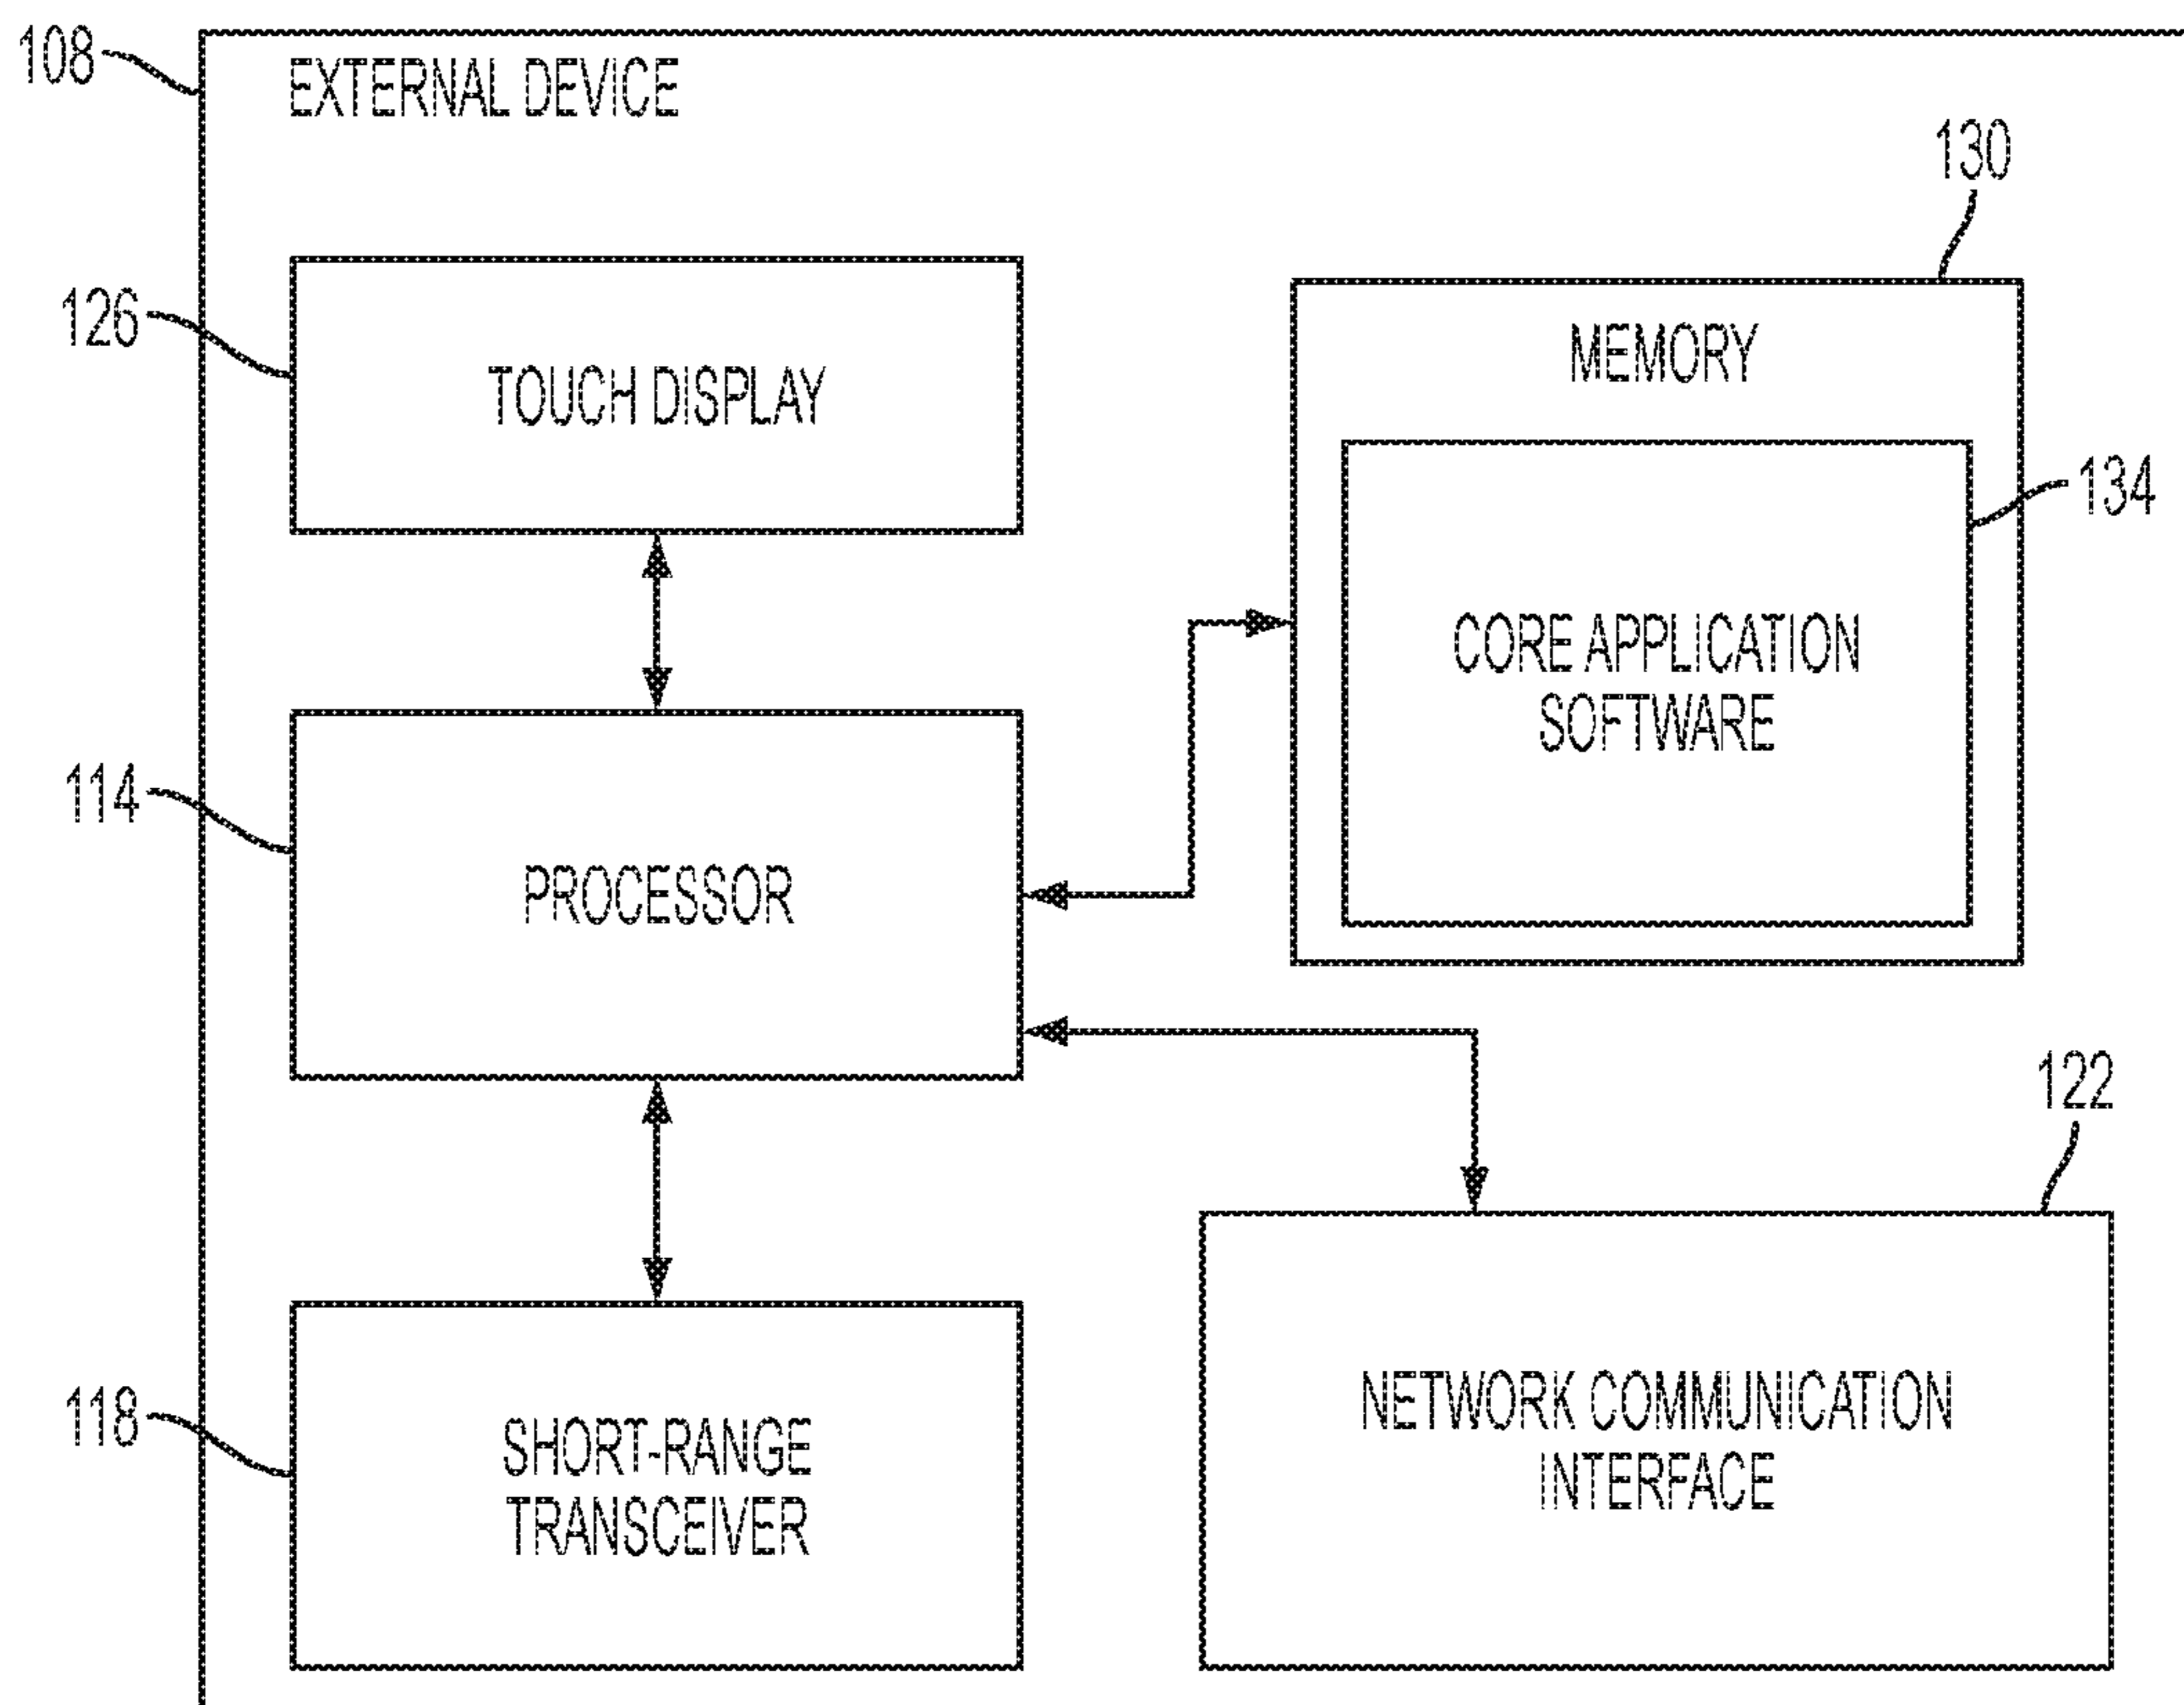 108
EXTERNAL DEVICE
130
126
TOUCH DISPLAY
MEMORY
134
CORE APPLICATION
SOFTWARE
114
PROCESSOR
122
118
SHORT-RANGE
TRANSCEIVER
NETWORK COMMUNICATION
INTERFACE